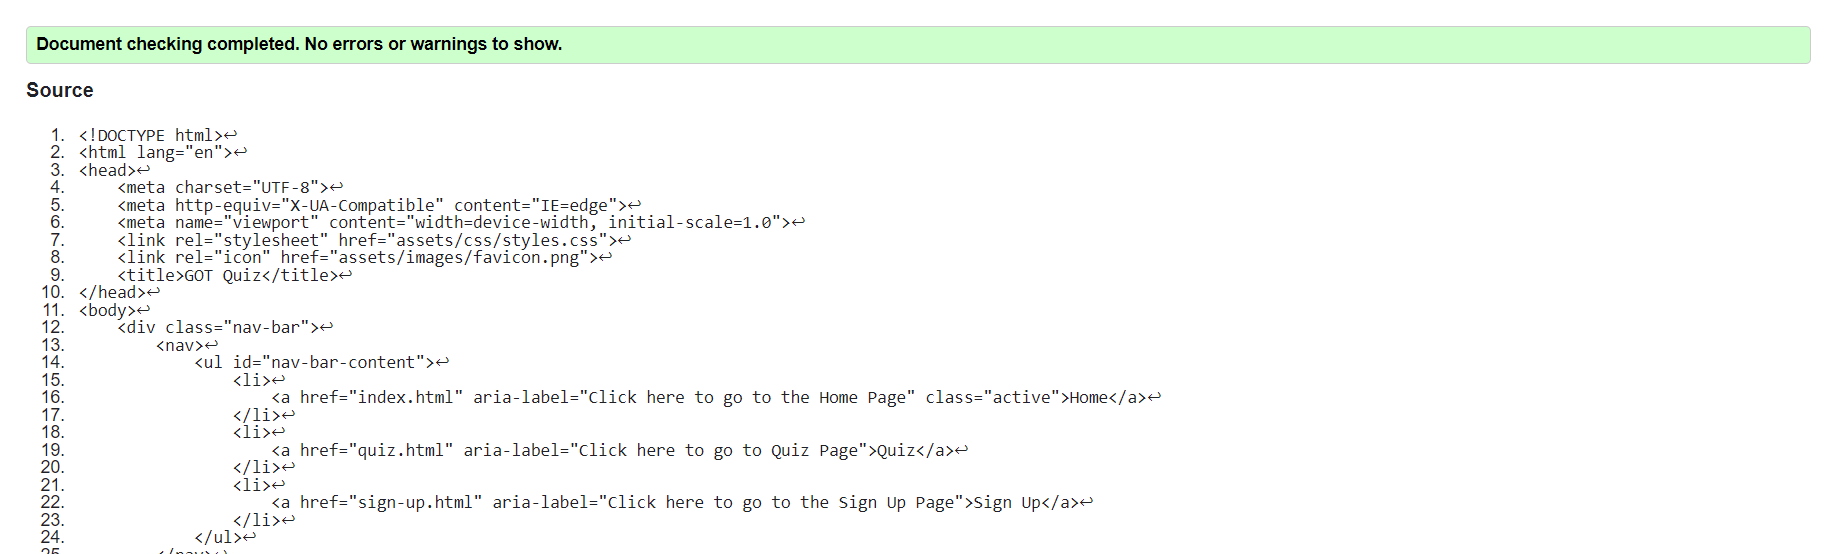 Document checking completed. No errors or warnings to show.
Source
1. <!DOCTYPE html>↩
2. <html lang="en">↩
3. <head>↩
4.     <meta charset="UTF-8">↩
5.     <meta http-equiv="X-UA-Compatible" content="IE=edge">↩
6.     <meta name="viewport" content="width=device-width, initial-scale=1.0">↩
7.     <link rel="stylesheet" href="assets/css/styles.css">↩
8.     <link rel="icon" href="assets/images/favicon.png">↩
9.     <title>GOT Quiz</title>↩
10. </head>↩
11. <body>↩
12.     <div class="nav-bar">↩
13.         <nav>↩
14.             <ul id="nav-bar-content">↩
15.                 <li>↩
16.                     <a href="index.html" aria-label="Click here to go to the Home Page" class="active">Home</a>↩
17.                 </li>↩
18.                 <li>↩
19.                     <a href="quiz.html" aria-label="Click here to go to Quiz Page">Quiz</a>↩
20.                 </li>↩
21.                 <li>↩
22.                     <a href="sign-up.html" aria-label="Click here to go to the Sign Up Page">Sign Up</a>↩
23.                 </li>↩
24.             </ul>↩
25.         </nav>↩